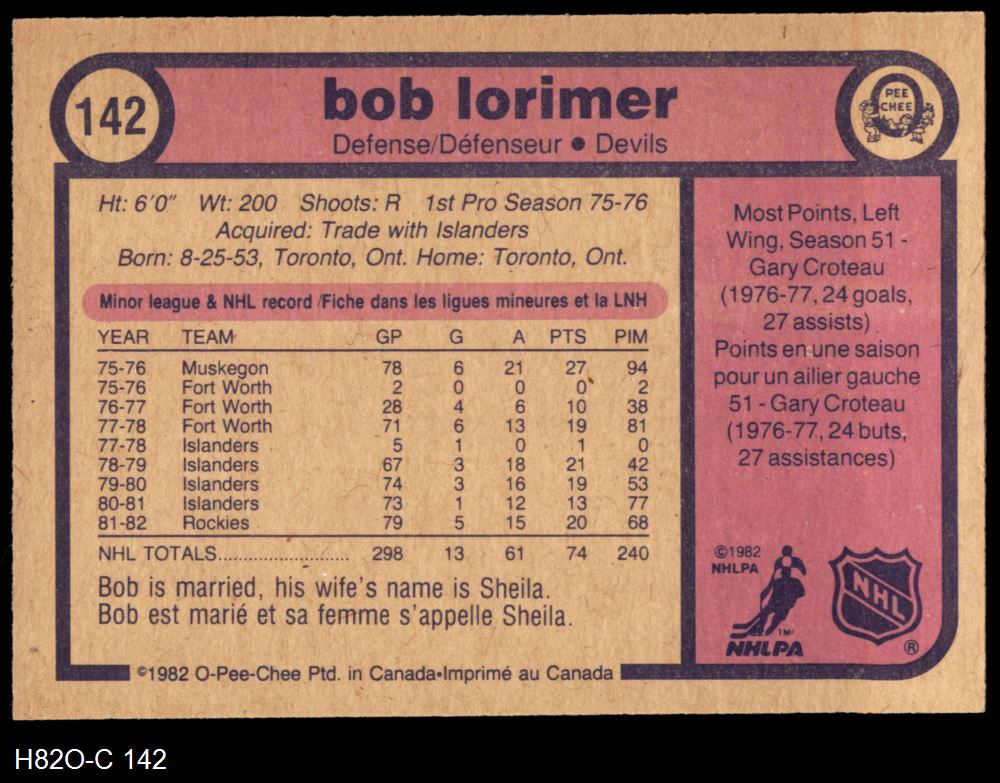 142
bob lorimer
PEE
CHEE
Defense/Défenseur • Devils
Ht: 6'0" Wt: 200 Shoots: R 1st Pro Season 75-76
Acquired: Trade with Islanders
Born: 8-25-53, Toronto, Ont. Home: Toronto, Ont.
Minor league & NHL record /Fiche dans les ligues mineures et la LNH
YEAR TEAM GP G A PTS PIM
75-76 Muskegon 78 6 21 27 94
75-76 Fort Worth 2 0 0 0 2
76-77 Fort Worth 28 4 6 10 38
77-78 Fort Worth 71 6 13 19 81
77-78 Islanders 5 1 0 1 0
78-79 Islanders 67 3 18 21 42
79-80 Islanders 74 3 16 19 53
80-81 Islanders 73 1 12 13 77
81-82 Rockies 79 5 15 20 68
NHL TOTALS...................... 298 13 61 74 240
Bob is married, his wife's name is Sheila.
Bob est marié et sa femme s'appelle Sheila.
©1982 O-Pee-Chee Ptd. in Canada•Imprimé au Canada
Most Points, Left
Wing, Season 51 -
Gary Croteau
(1976-77, 24 goals,
27 assists)
Points en une saison
pour un ailier gauche
51 - Gary Croteau
(1976-77, 24 buts,
27 assistances)
©1982
NHLPA
TM
NHLPA
NHL
®
H82O-C 142